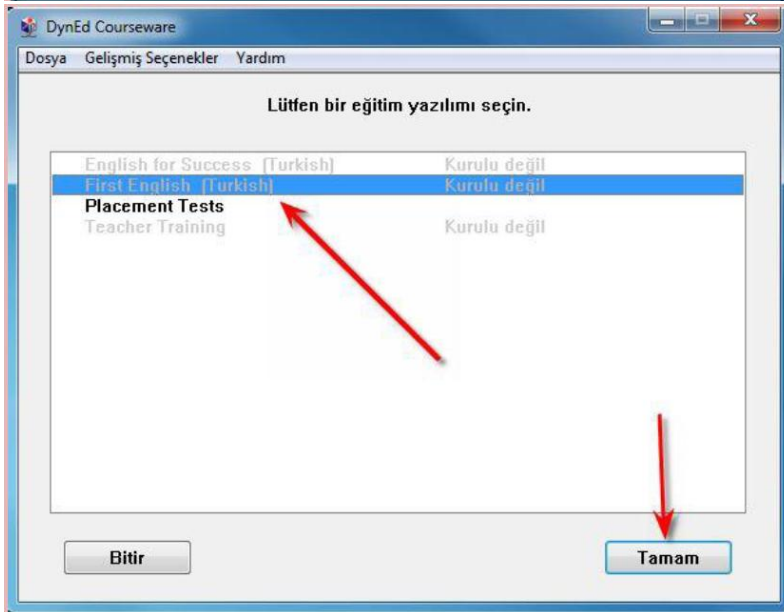 DynEd Courseware
Dosya Gelişmiş Seçenekler Yardım
Lütfen bir eğitim yazılımı seçin.
English for Success [Turkish] Kurulu değil
First English [Turkish] Kurulu değil
Placement Tests
Teacher Training Kurulu değil
Bitir Tamam